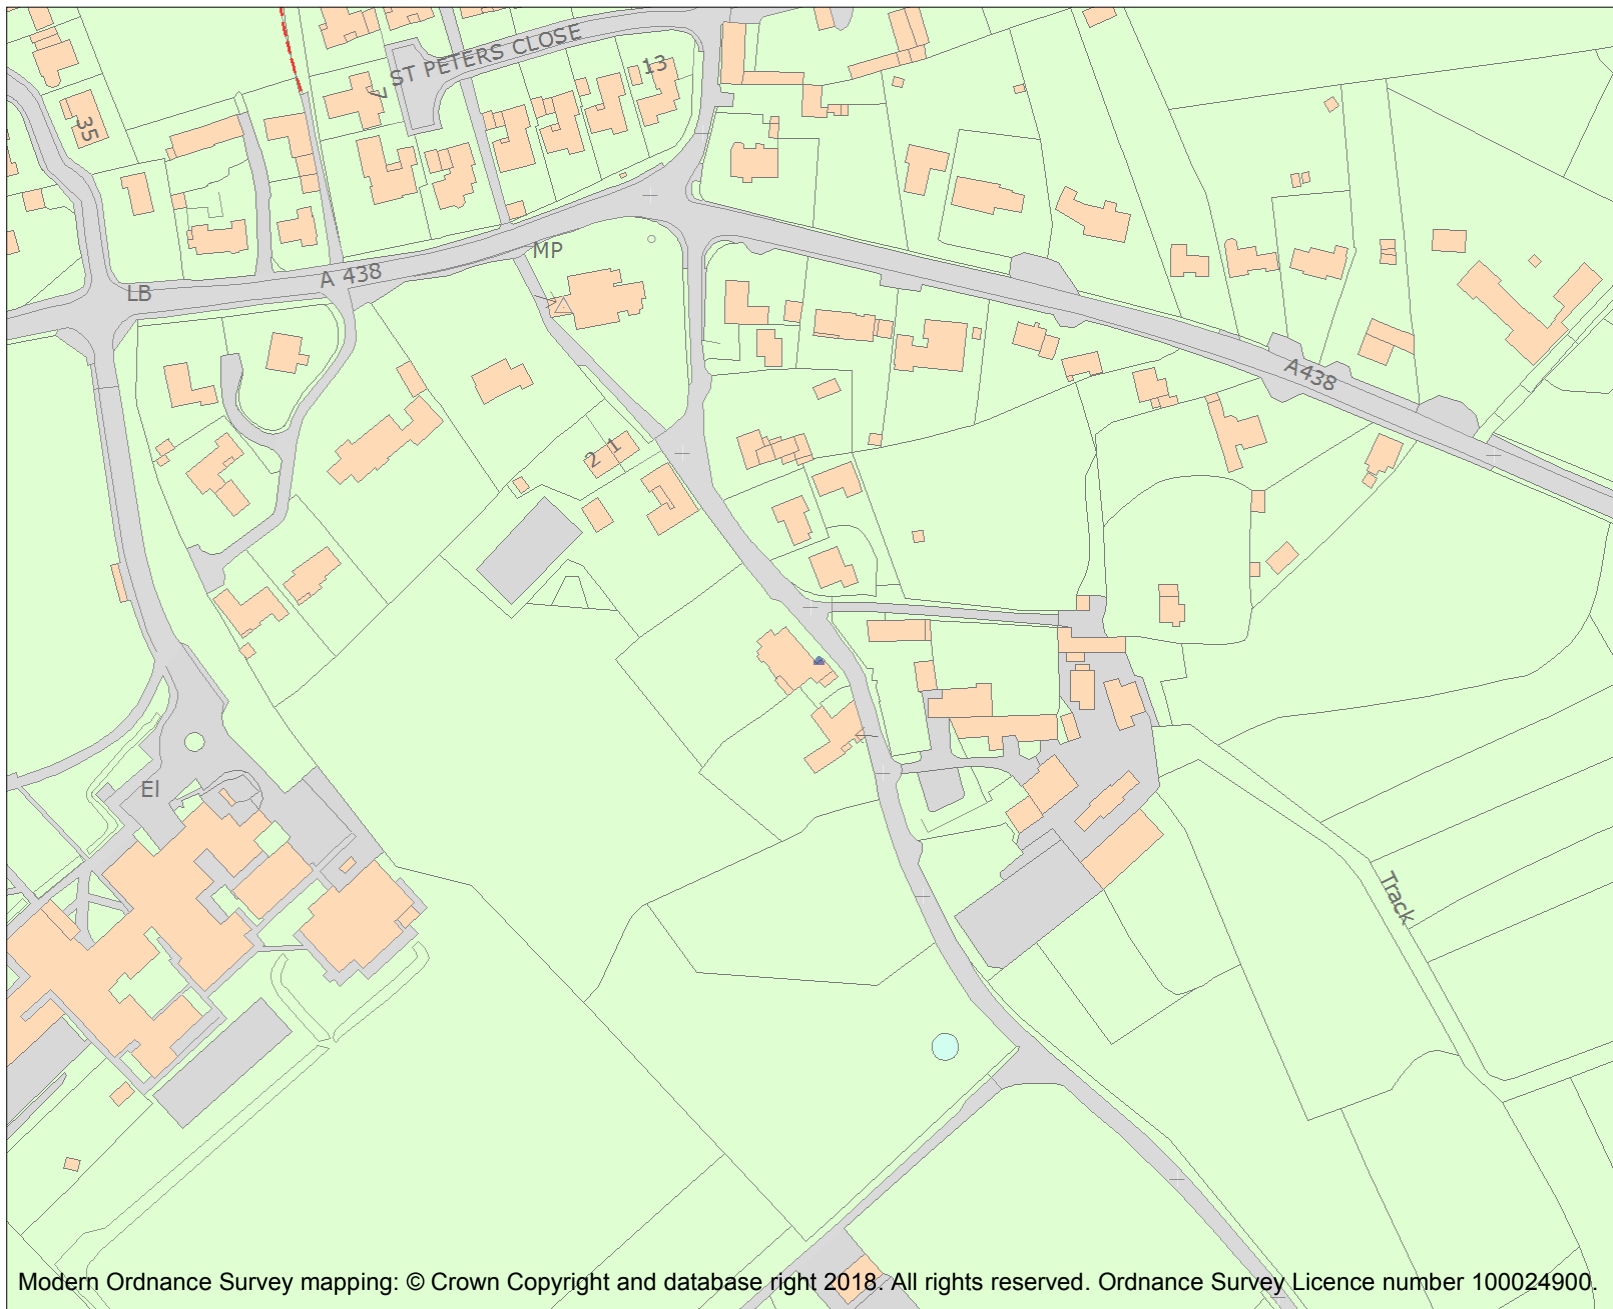 ST PETERS CLOSE
13
7
35
MP
A 438
LB
A438
2
1
El
Track
Modern Ordnance Survey mapping: © Crown Copyright and database right 2018. All rights reserved. Ordnance Survey Licence number 100024900.